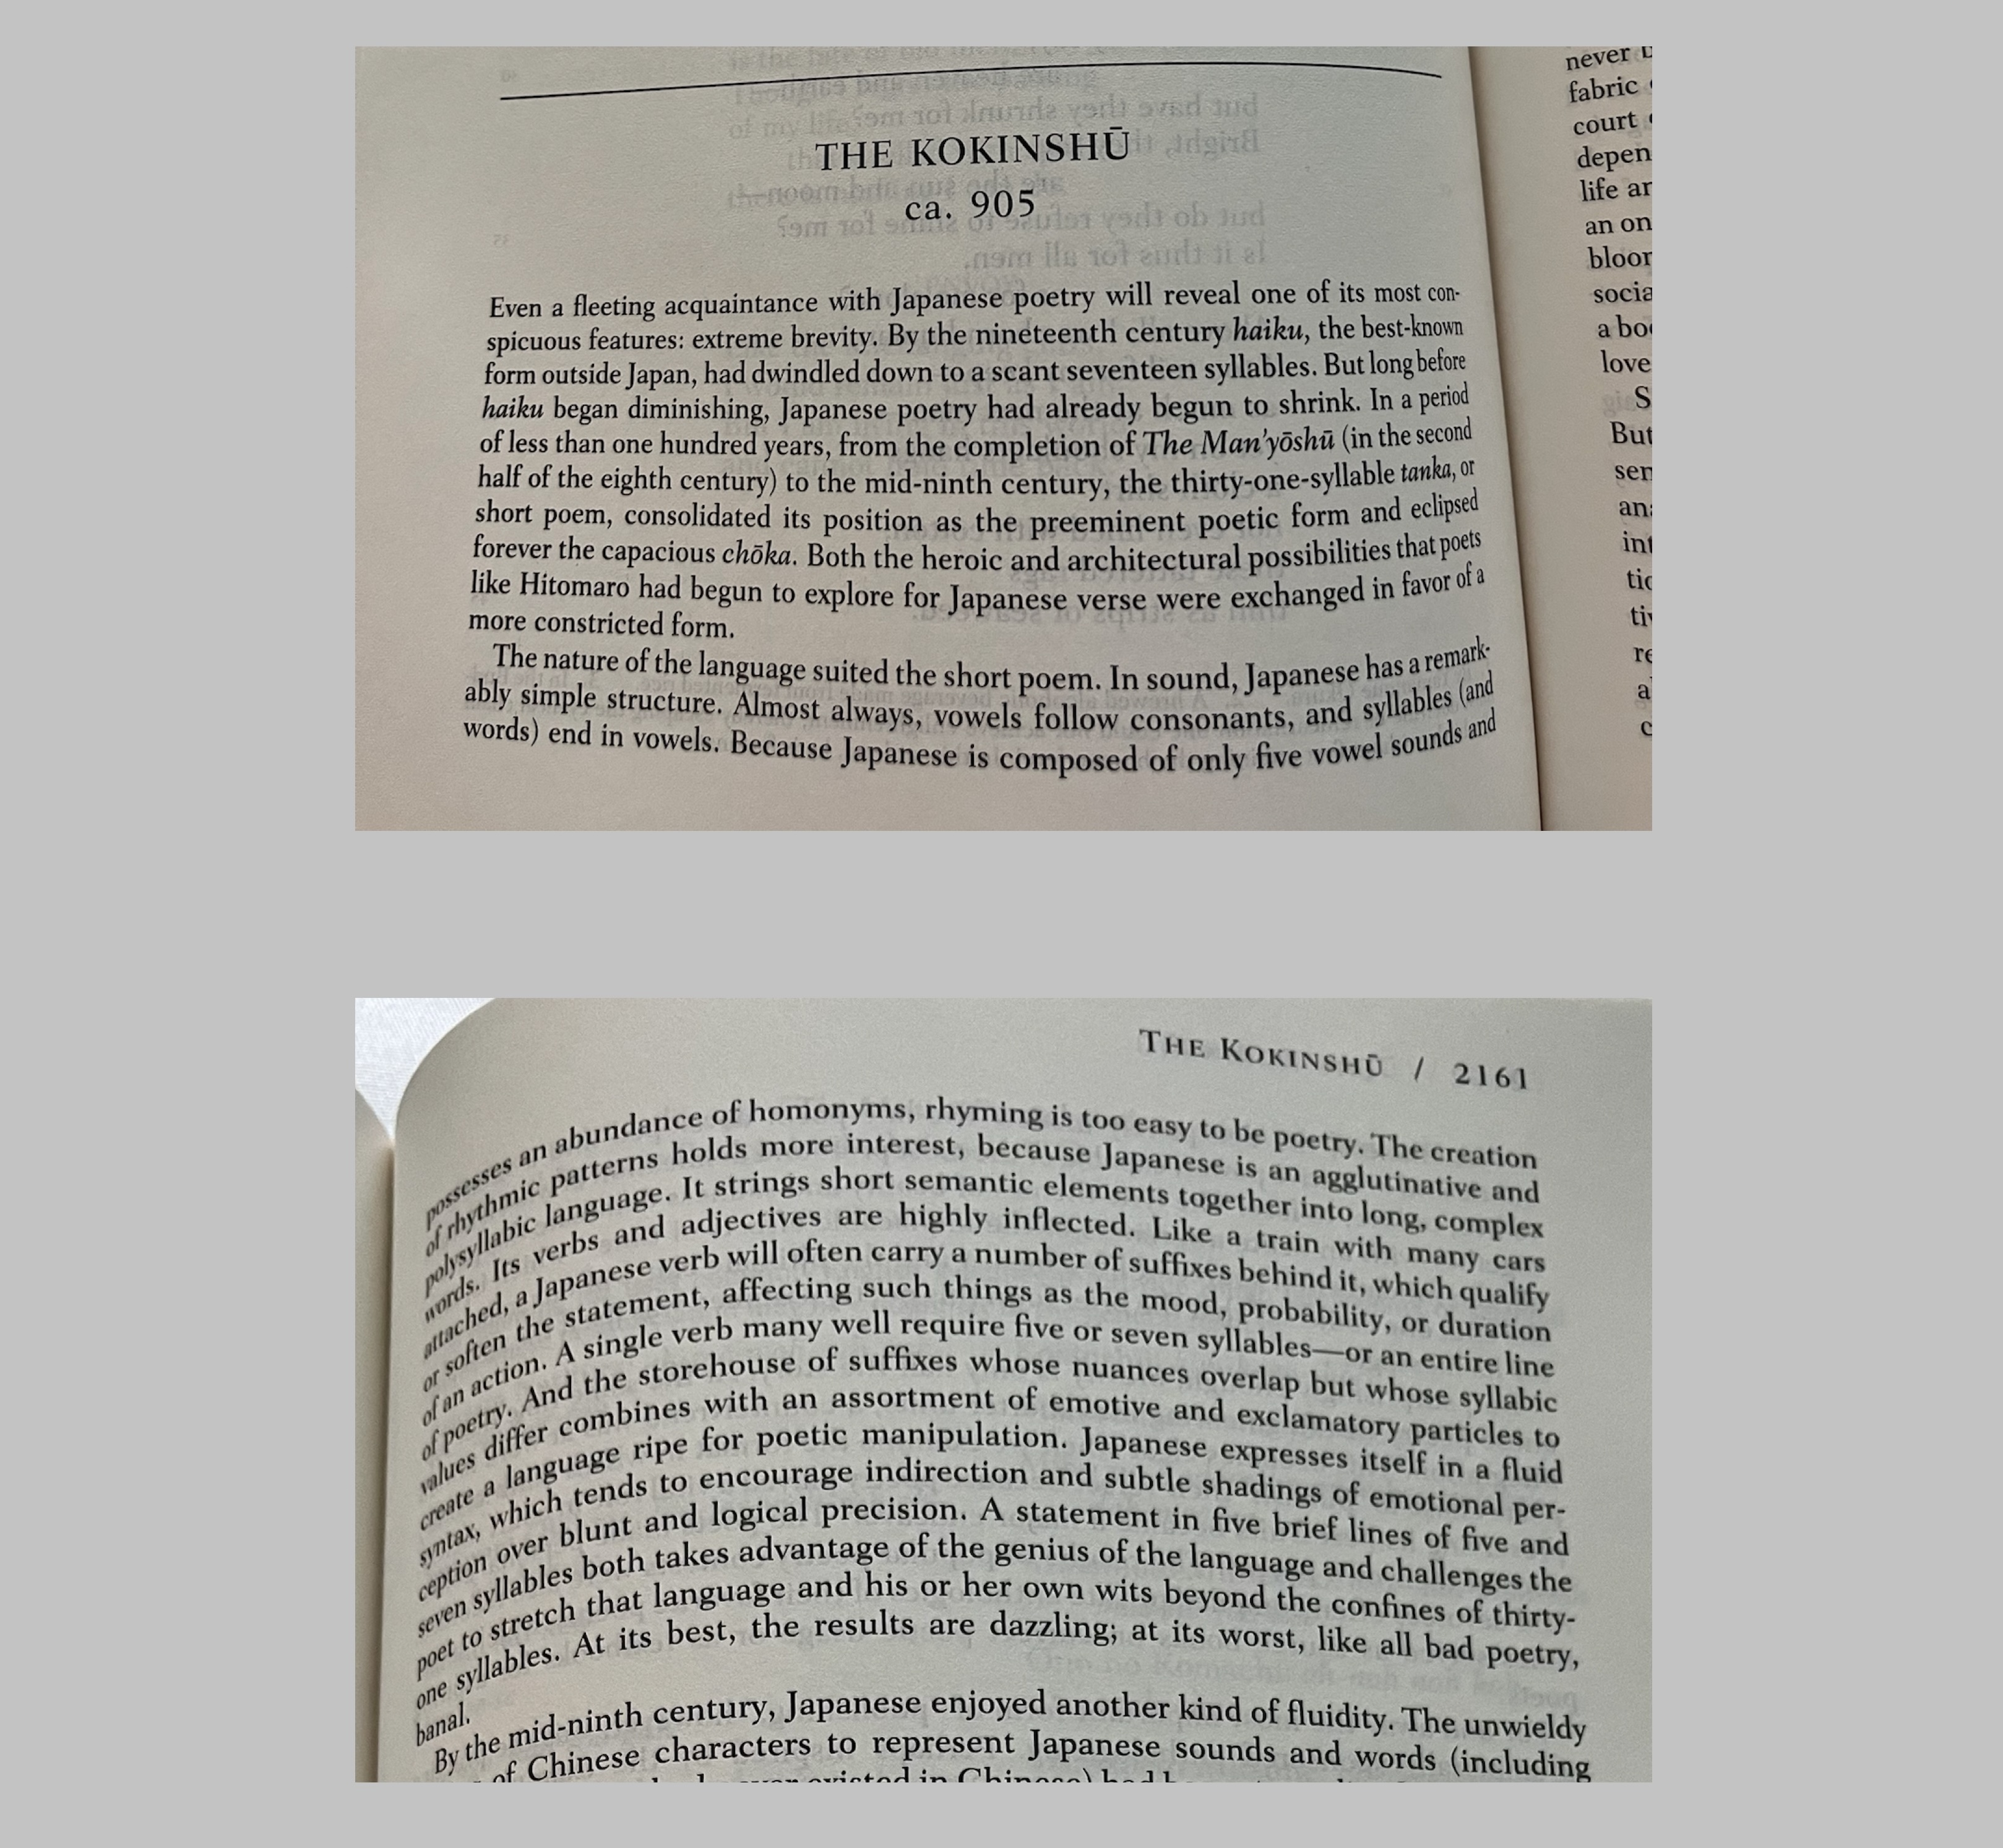 THE KOKINSHŪ
ca. 905
Even a fleeting acquaintance with Japanese poetry will reveal one of its most con-
spicuous features: extreme brevity. By the nineteenth century haiku, the best-known
form outside Japan, had dwindled down to a scant seventeen syllables. But long before
haiku began diminishing, Japanese poetry had already begun to shrink. In a period
of less than one hundred years, from the completion of The Man'yōshū (in the second
half of the eighth century) to the mid-ninth century, the thirty-one-syllable tanka, or
short poem, consolidated its position as the preeminent poetic form and eclipsed
forever the capacious chōka. Both the heroic and architectural possibilities that poets
like Hitomaro had begun to explore for Japanese verse were exchanged in favor of a
more constricted form.
The nature of the language suited the short poem. In sound, Japanese has a remark-
ably simple structure. Almost always, vowels follow consonants, and syllables (and
words) end in vowels. Because Japanese is composed of only five vowel sounds and
never
fabric
court
depen
life
an on
socia
love
But
THE KOKINSHŪ / 2161
possesses an abundance of homonyms, rhyming is too easy to be poetry. The creation
of rhythmic patterns holds more interest, because Japanese is an agglutinative and
polysyllabic language. It strings short semantic elements together into long, complex
words. Its verbs and adjectives are highly inflected. Like a train with many cars
attached, a Japanese verb will often carry a number of suffixes behind it, which qualify
or soften the statement, affecting such things as the mood, probability, or duration
of an action. A single verb many well require five or seven syllables—or an entire line
of poetry. And the storehouse of suffixes whose nuances overlap but whose syllabic
values differ combines with an assortment of emotive and exclamatory particles to
create a language ripe for poetic manipulation. Japanese expresses itself in a fluid
syntax, which tends to encourage indirection and subtle shadings of emotional per-
ception over blunt and logical precision. A statement in five brief lines of five and
seven syllables both takes advantage of the genius of the language and challenges the
poet to stretch that language and his or her own wits beyond the confines of thirty-
one syllables. At its best, the results are dazzling; at its worst, like all bad poetry,
banal.
By the mid-ninth century, Japanese enjoyed another kind of fluidity. The unwieldy
of Chinese characters to represent Japanese sounds and words (including
existed in Chinese) had